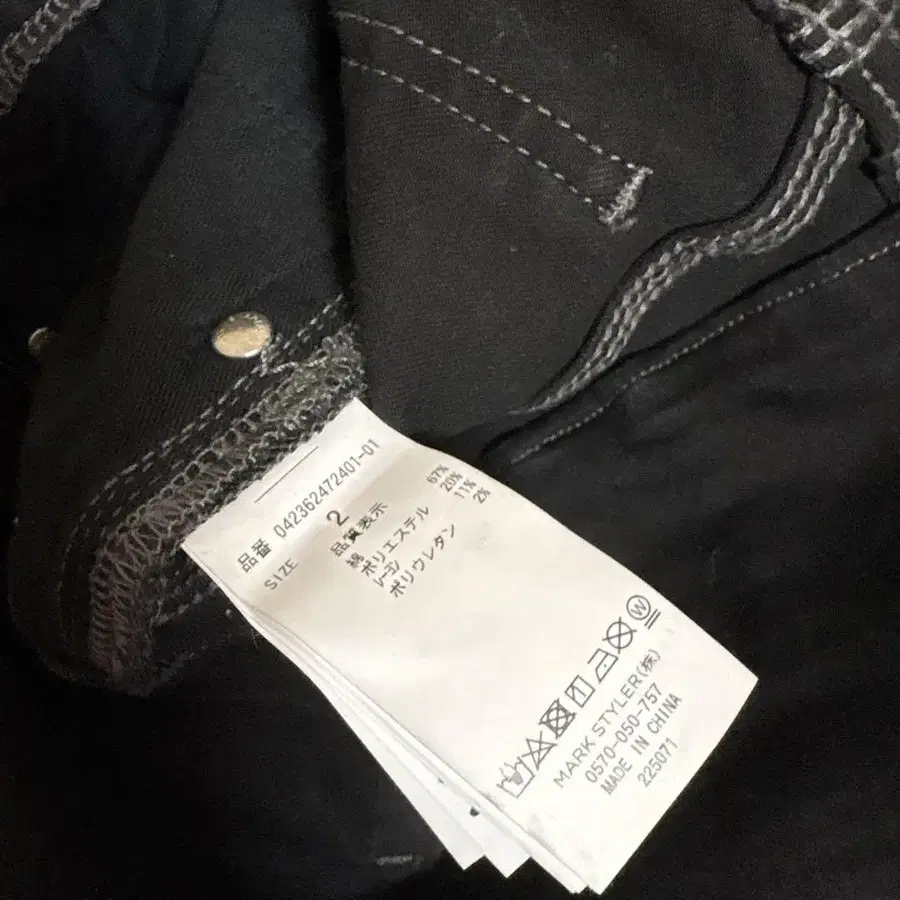 品番 042362472401-01
SIZE 2
品質表示
綿 67%
ポリエステル 20%
レーヨン 11%
ポリウレタン 2%
MARK STYLER(株)
0570-050-757
MADE IN CHINA
225071